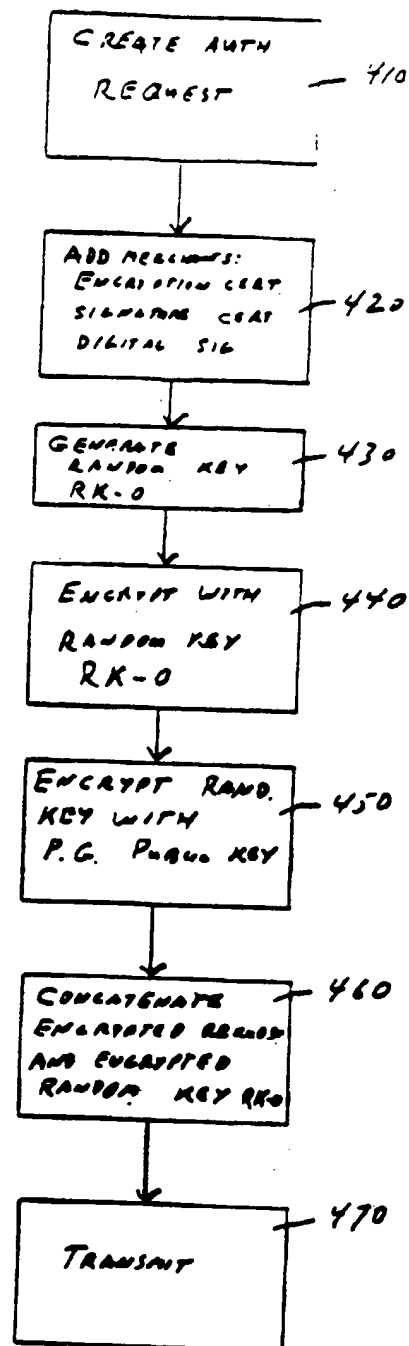 CREATE AUTH
REQUEST
410
ADD MERCHANTS:
ENCRYPTION CERT
SIGNATURE CERT
DIGITAL SIG
420
GENERATE
RANDOM KEY
RK-0
430
ENCRYPT WITH
RANDOM KEY
RK-0
440
ENCRYPT RAND.
KEY WITH
P.G. PUBLIC KEY
450
CONCATENATE
ENCRYPTED REQUEST
AND ENCRYPTED
RANDOM KEY RK-0
460
TRANSMIT
470